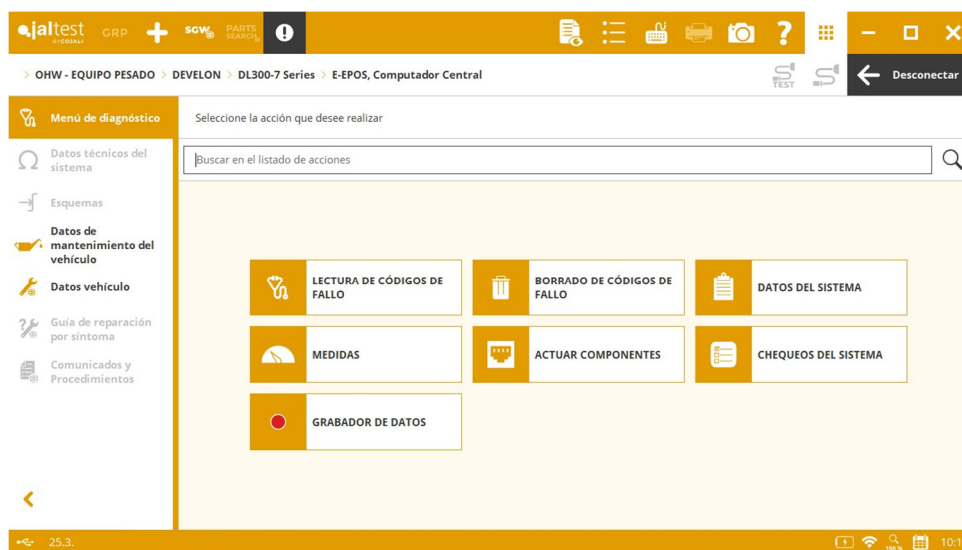 jaltest GRP SGW PARTS SEARCH
BY COJALI
> OHW - EQUIPO PESADO > DEVELON > DL300-7 Series > E-EPOS, Computador Central
TEST
Desconectar
Menú de diagnóstico
Seleccione la acción que desee realizar
Datos técnicos del
sistema
Buscar en el listado de acciones
Esquemas
Datos de
mantenimiento del
vehículo
Datos vehículo
Guía de reparación
por síntoma
Comunicados y
Procedimientos
LECTURA DE CÓDIGOS DE
FALLO
BORRADO DE CÓDIGOS DE
FALLO
DATOS DEL SISTEMA
MEDIDAS
ACTUAR COMPONENTES
CHEQUEOS DEL SISTEMA
GRABADOR DE DATOS
25.3.
100 %
10:1